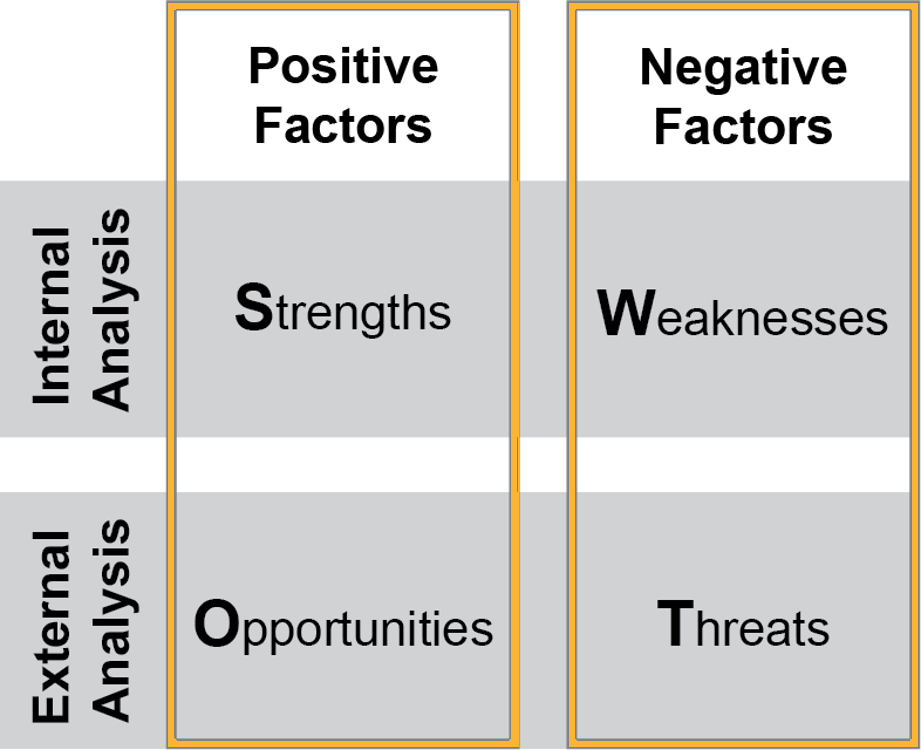 Positive
Factors
Negative
Factors
Internal
Analysis
Strengths
Weaknesses
External
Analysis
Opportunities
Threats